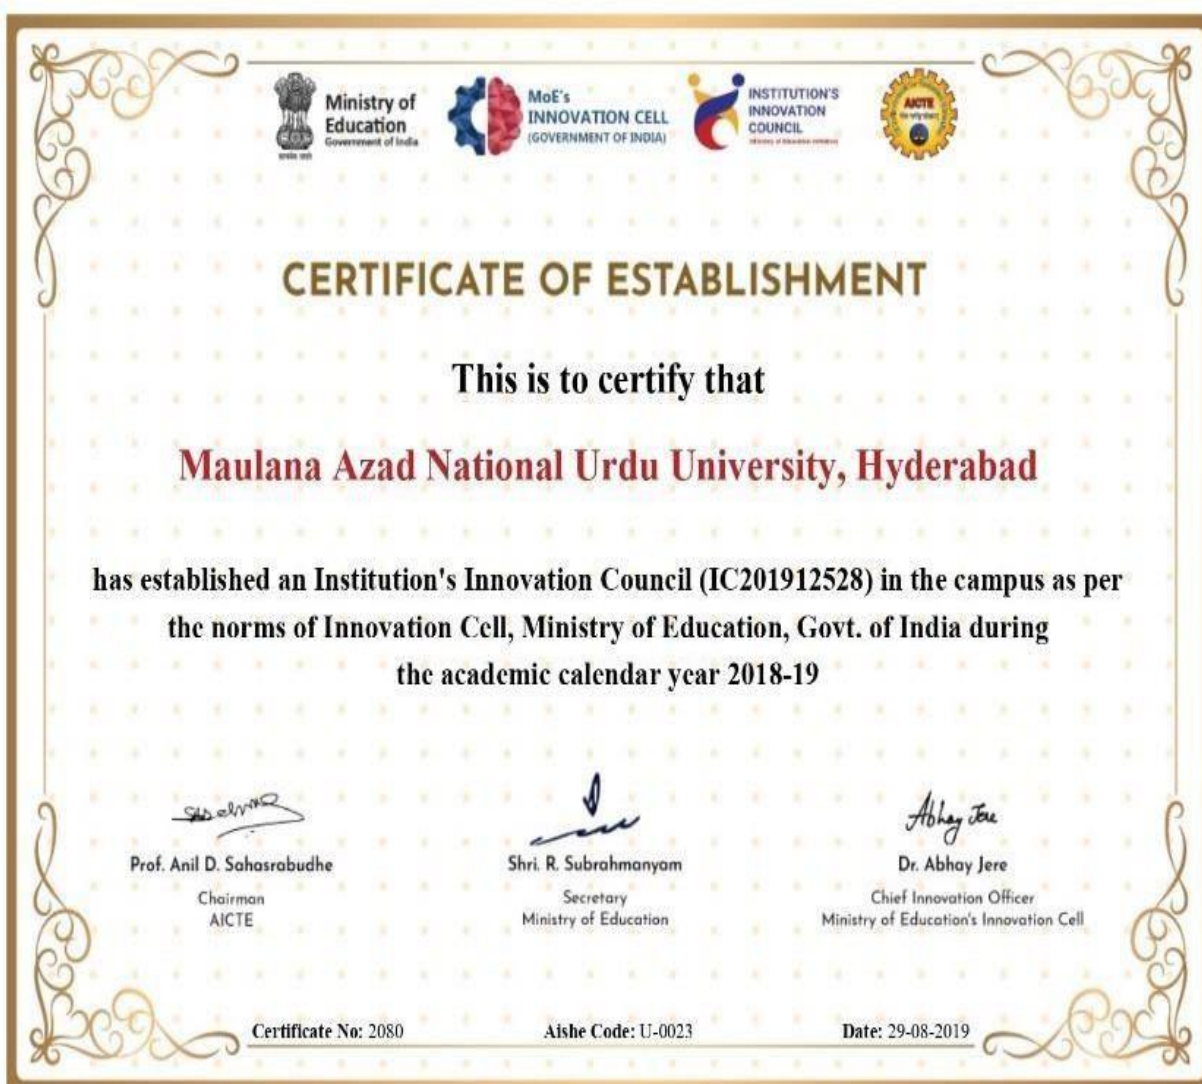 Ministry of
Education
Government of India
MoE's
INNOVATION CELL
(GOVERNMENT OF INDIA)
INSTITUTION'S
INNOVATION
COUNCIL
(Ministry of Education Initiative)
AICTE
CERTIFICATE OF ESTABLISHMENT
This is to certify that
Maulana Azad National Urdu University, Hyderabad
has established an Institution's Innovation Council (IC201912528) in the campus as per
the norms of Innovation Cell, Ministry of Education, Govt. of India during
the academic calendar year 2018-19
Abhay Jere
Prof. Anil D. Sahasrabudhe
Chairman
AICTE
Shri. R. Subrahmanyam
Secretary
Ministry of Education
Dr. Abhay Jere
Chief Innovation Officer
Ministry of Education's Innovation Cell
Certificate No: 2080 Aishe Code: U-0023 Date: 29-08-2019